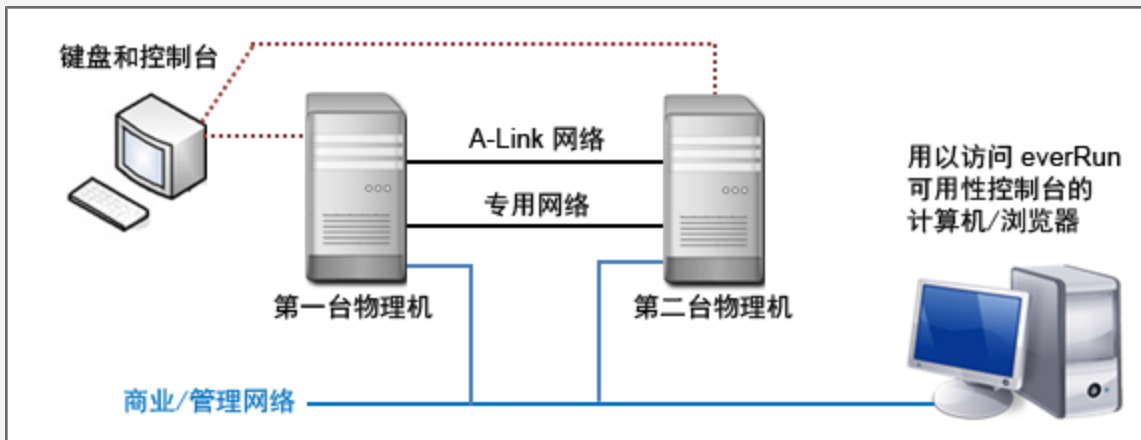 键盘和控制台
A-Link 网络
专用网络
用以访问 everRun
可用性控制台的
计算机/浏览器
第一台物理机
第二台物理机
商业/管理网络